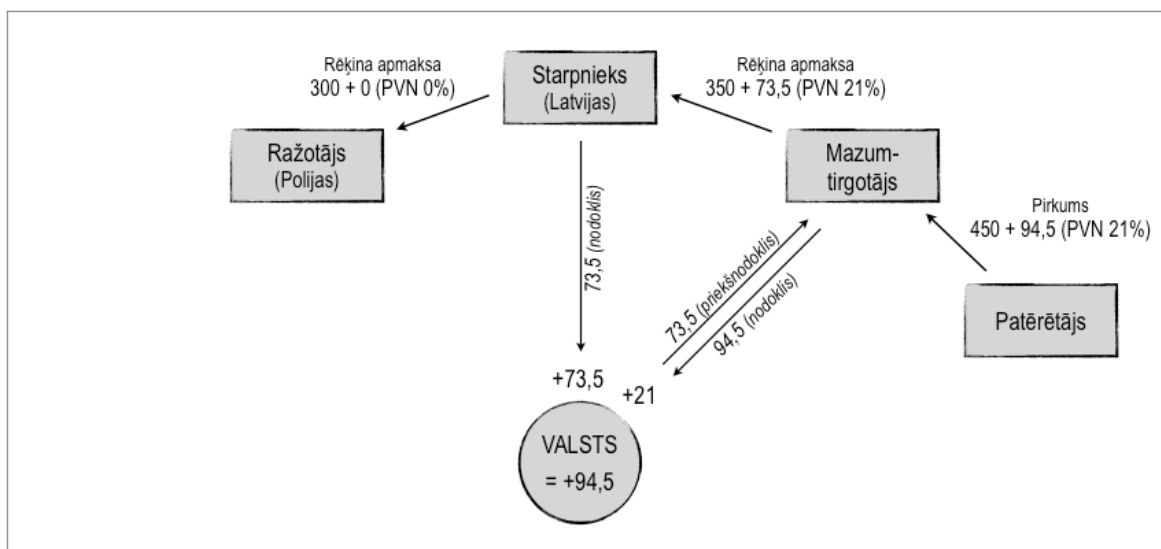 Rēķina apmaksa
300 + 0 (PVN 0%)
Starpnieks
(Latvijas)
Rēķina apmaksa
350 + 73,5 (PVN 21%)
Ražotājs
(Polijas)
Mazum-
tirgotājs
Pirkums
450 + 94,5 (PVN 21%)
Patērētājs
73,5 (nodoklis)
73,5 (priekšnodoklis)
94,5 (nodoklis)
+73,5
+21
VALSTS
= +94,5